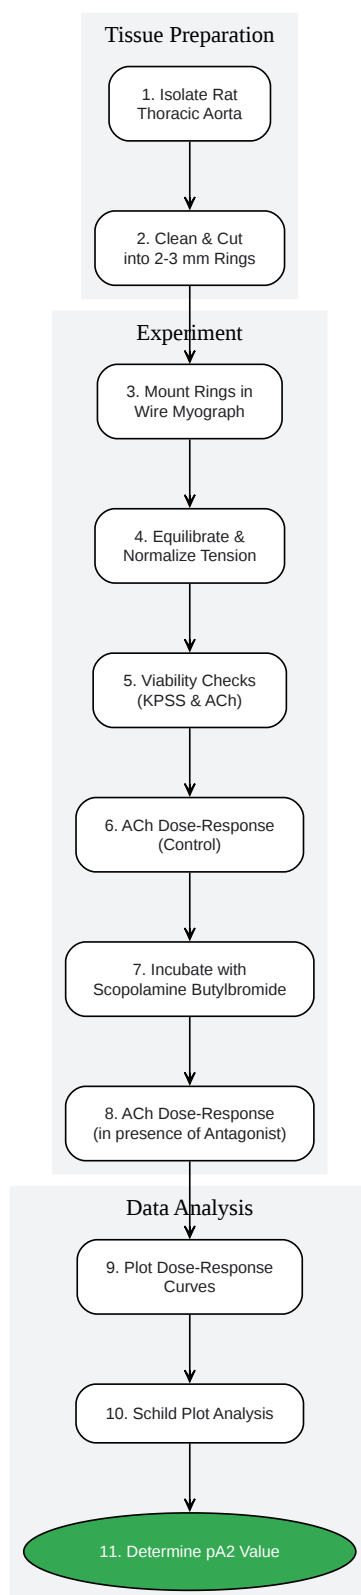 Tissue Preparation
1. Isolate Rat
Thoracic Aorta
2. Clean & Cut
into 2-3 mm Rings
Experiment
3. Mount Rings in
Wire Myograph
4. Equilibrate &
Normalize Tension
5. Viability Checks
(KPSS & ACh)
6. ACh Dose-Response
(Control)
7. Incubate with
Scopolamine Butylbromide
8. ACh Dose-Response
(in presence of Antagonist)
Data Analysis
9. Plot Dose-Response
Curves
10. Schild Plot Analysis
11. Determine pA2 Value